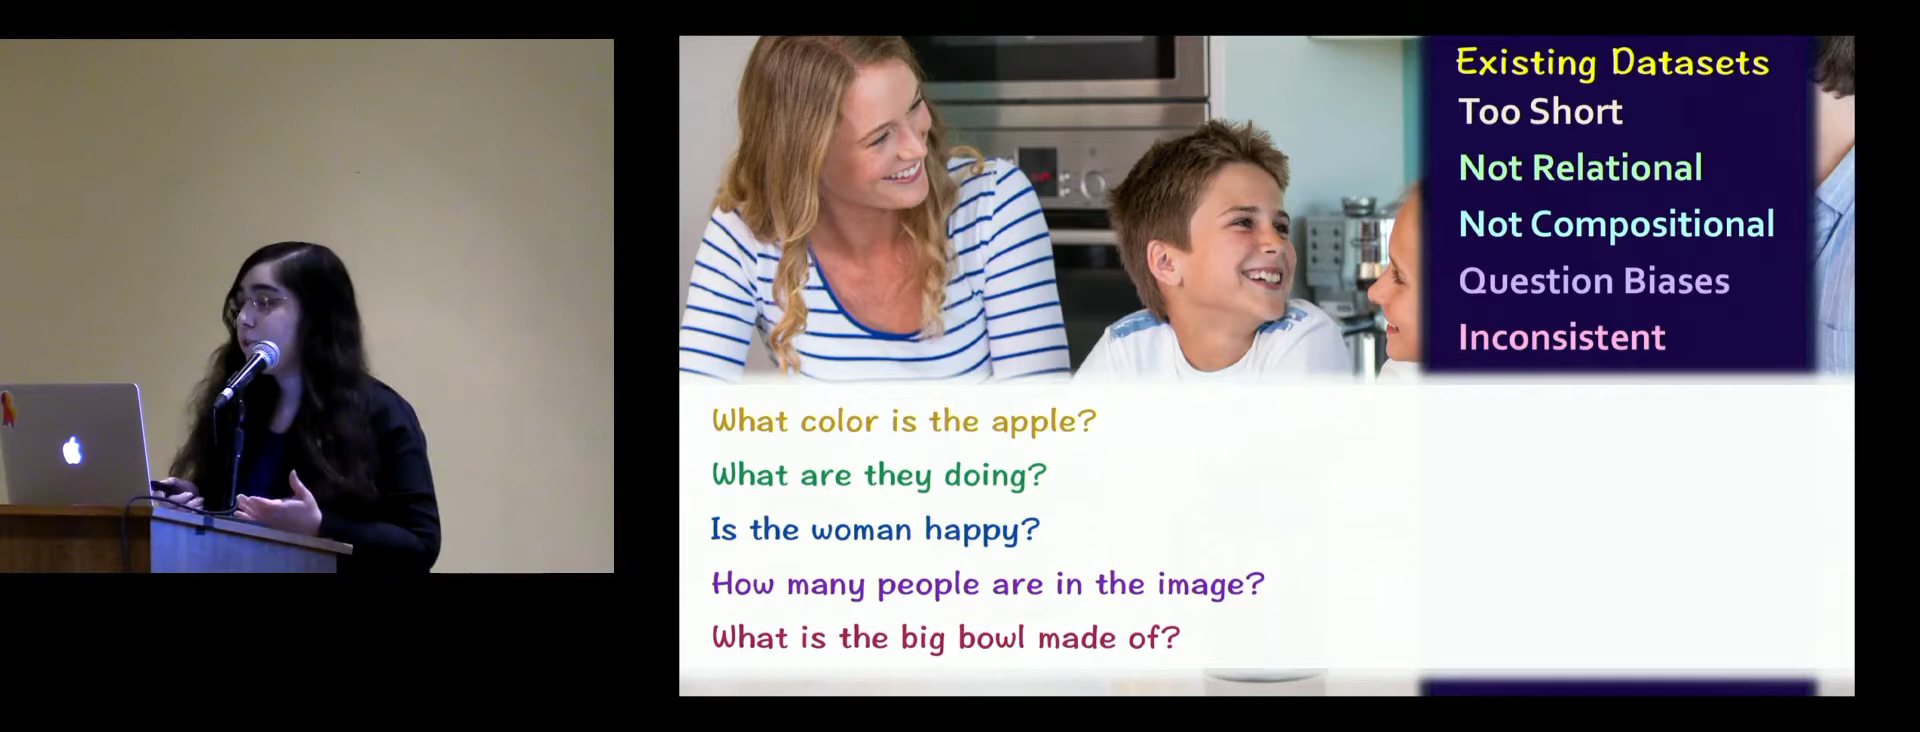 Existing Datasets
Too Short
Not Relational
Not Compositional
Question Biases
Inconsistent
What color is the apple?
What are they doing?
Is the woman happy?
How many people are in the image?
What is the big bowl made of?